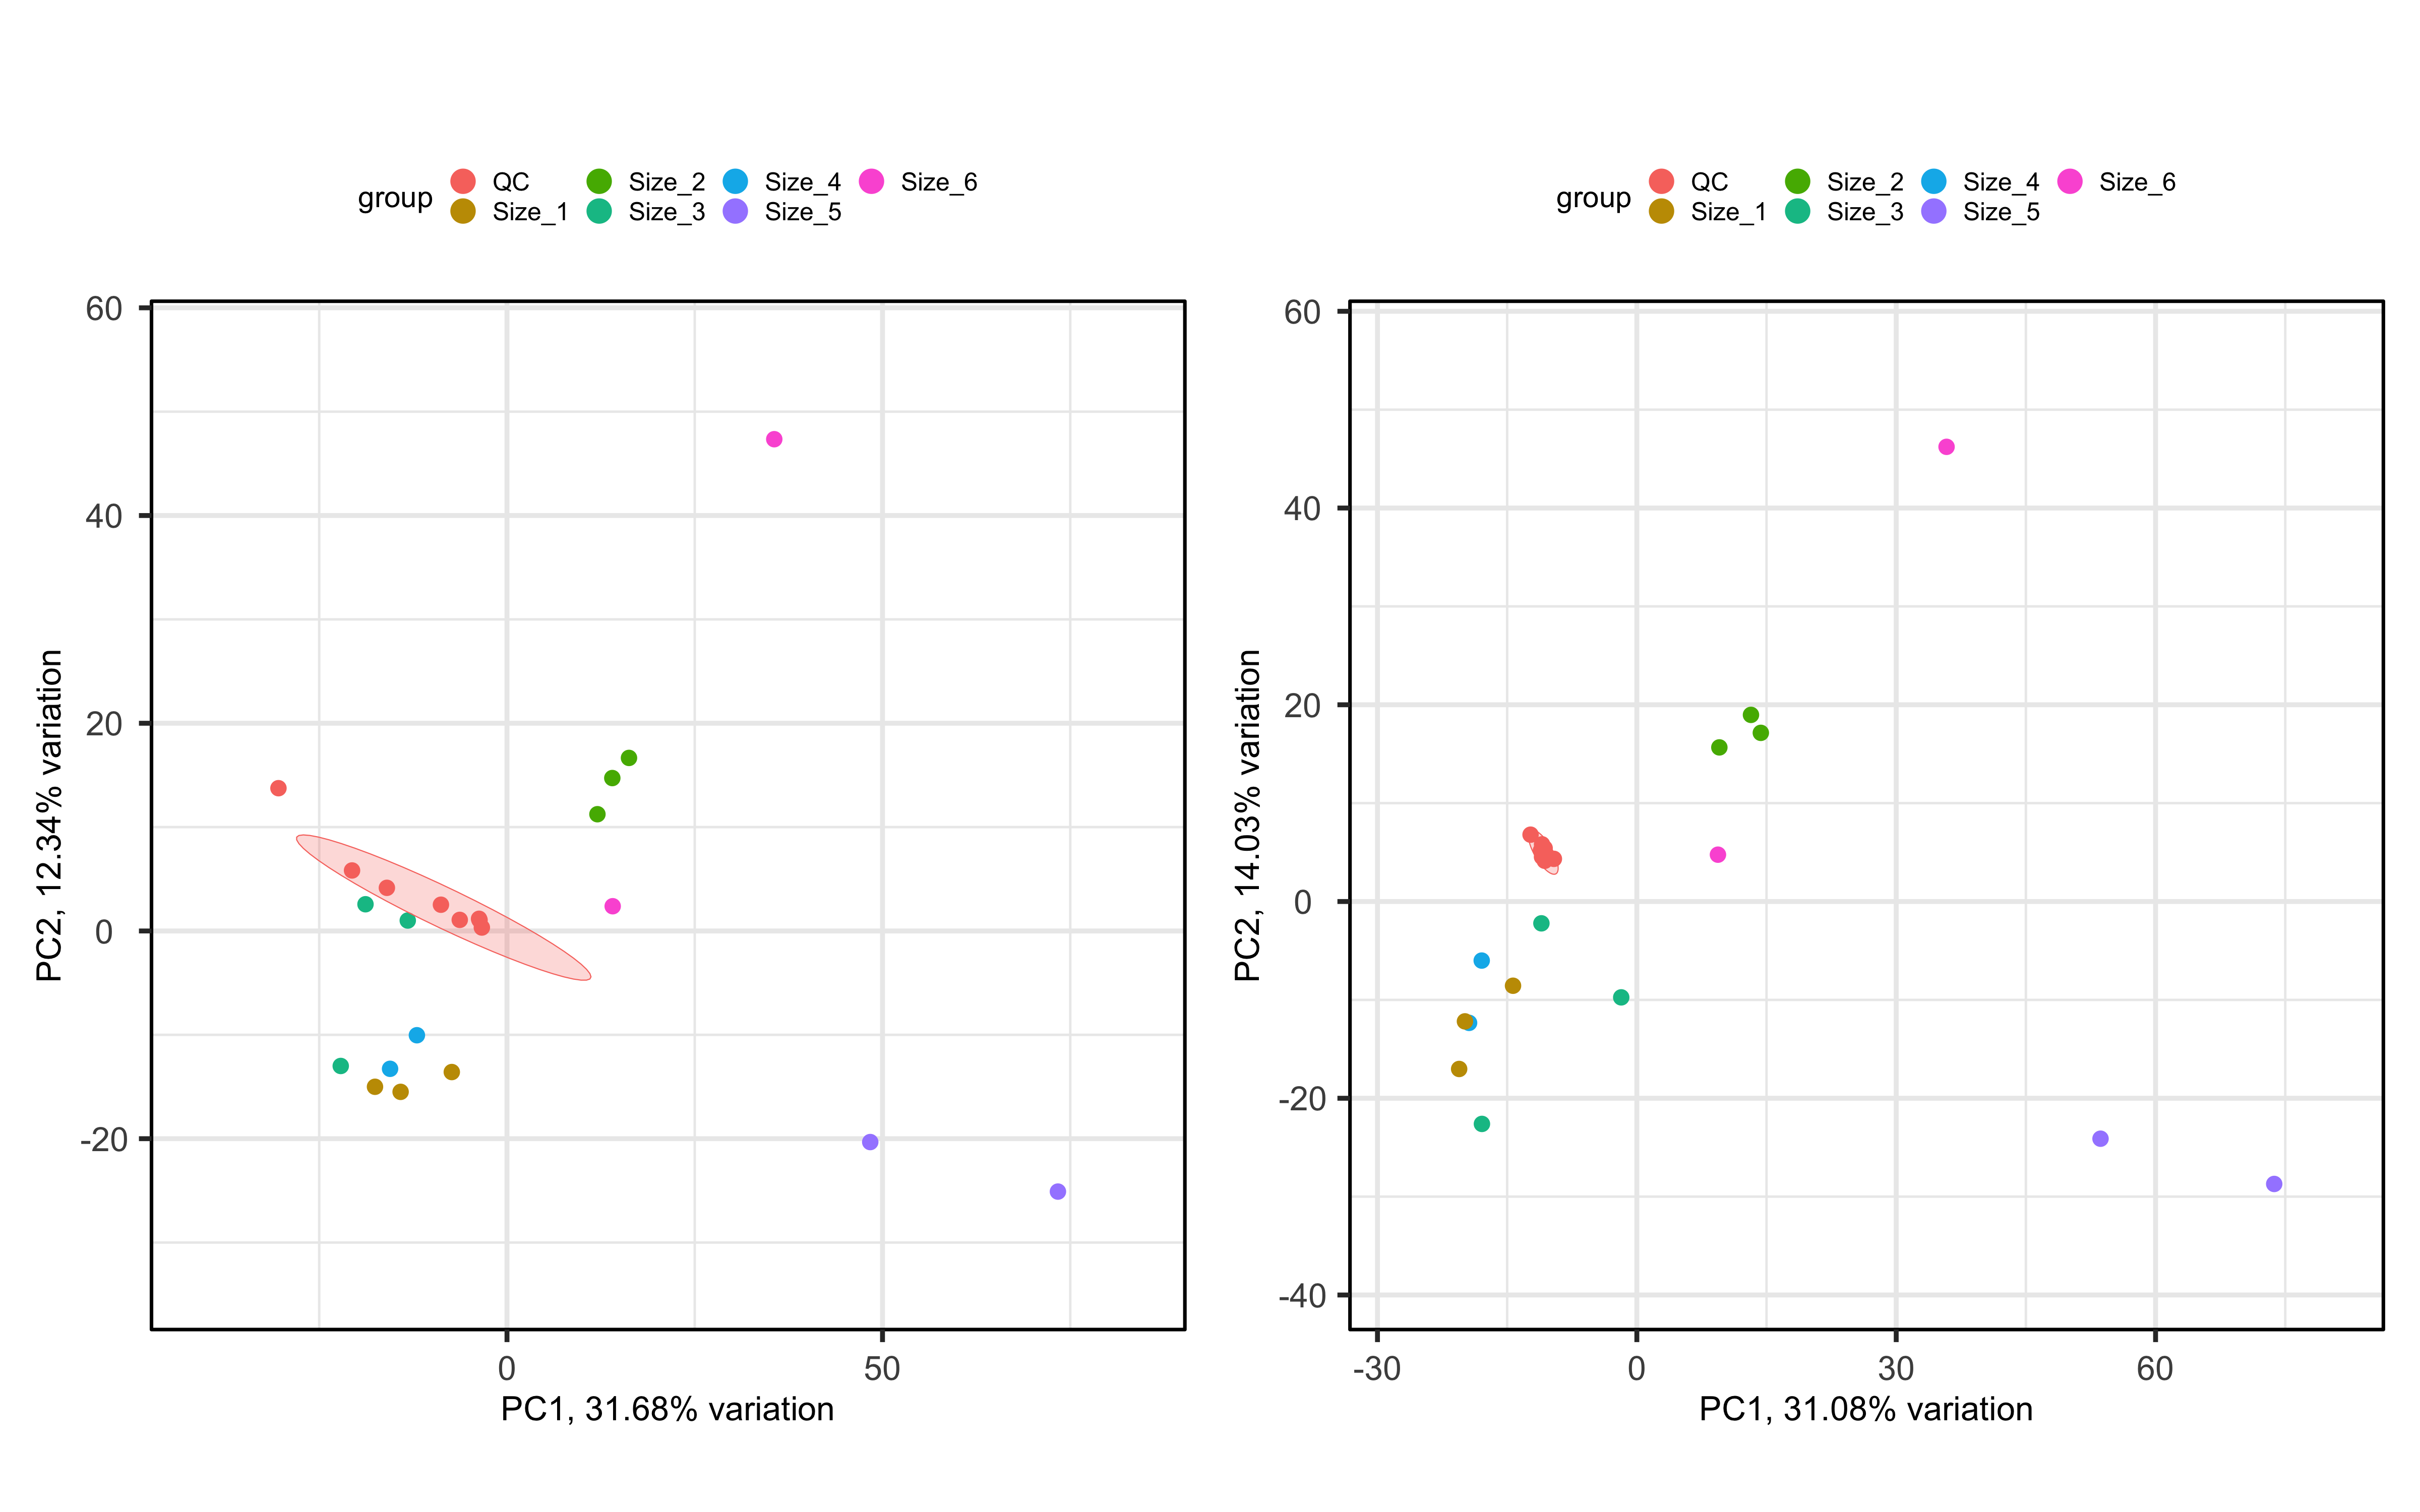 group QC Size_2 Size_4 Size_6
Size_1 Size_3 Size_5
60
40
20
0
-20
PC2, 12.34% variation
0 50
PC1, 31.68% variation
group QC Size_2 Size_4 Size_6
Size_1 Size_3 Size_5
60
40
20
0
-20
-40
PC2, 14.03% variation
-30 0 30 60
PC1, 31.08% variation